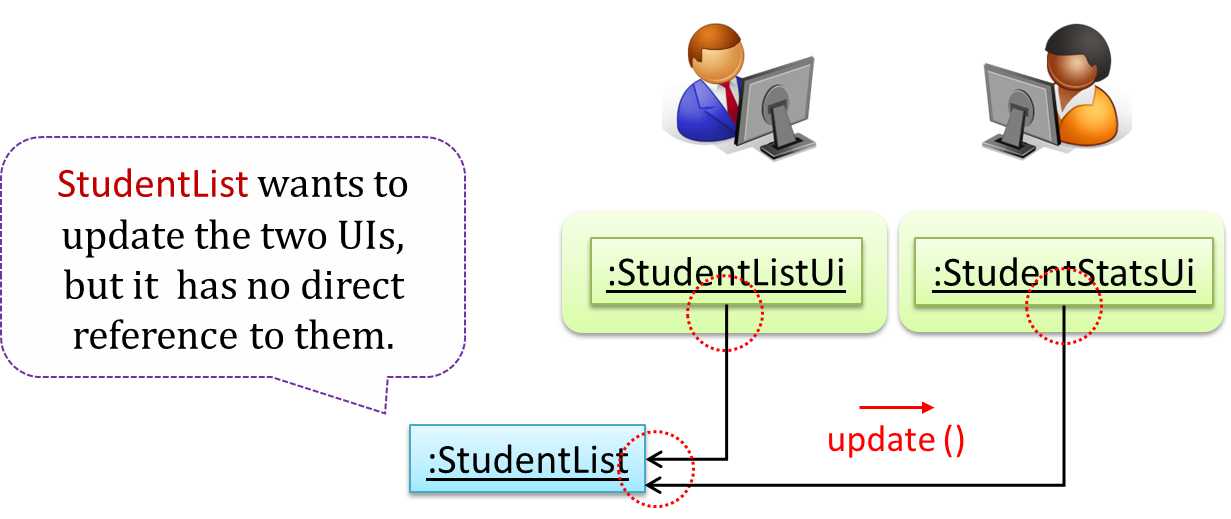 StudentList wants to
update the two UIs,
but it  has no direct
reference to them.
:StudentListUi
:StudentStatsUi
update ()
:StudentList